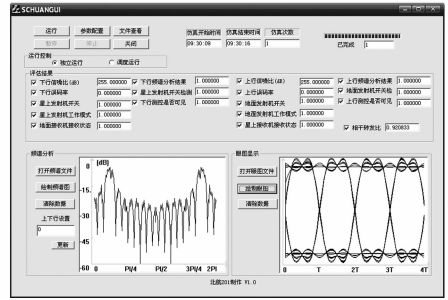 SCHUANGUI
运行 参数配置 文件查看
暂停 停止 关闭
仿真开始时间 仿真结束时间 仿真次数
09:30:09 09:30:16 1
已完成 1
运行控制
独立运行 调度运行
评估结果
下行信噪比(dB) 255.000000 下行频谱分析结果 1.000000 上行信噪比(dB) 255.000000 上行频谱分析结果 1.000000
下行误码率 0.000000 星上发射机开关检测 1.000000 上行误码率 0.000000 地面发射机开关检 1.000000
星上发射机开关 1.000000 下行测控是否可见 1.000000 地面发射机开关 1.000000 上行测控是否可见 1.000000
星上发射机工作模式 1.000000 地面发射机工作模式 1.000000
地面接收机接收状态 1.000000 星上接收机接收状态 1.000000 相干转发比 0.920833
频谱分析
打开频谱文件
绘制频谱图
清除数据
上下行设置
0
更新
[dB]
0
-15
-30
-45
-60 0 PI/4 PI/2 3PI/4 2PI
眼图显示
打开眼图文件
绘制眼图
清除数据
0 T 2T 3T 4T
北航201制作 V1.0